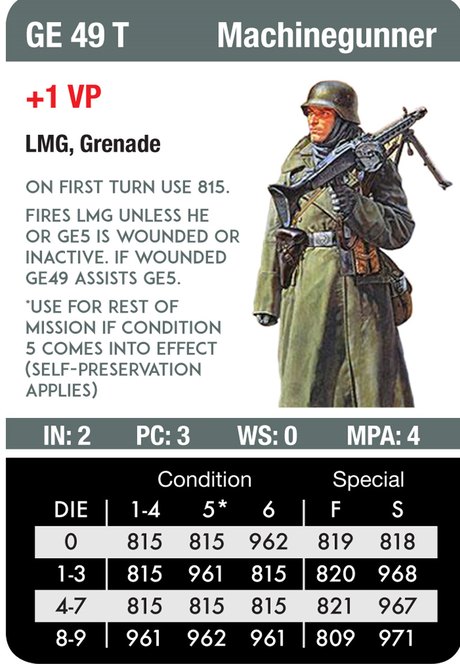 GE 49 T Machinegunner
+1 VP
LMG, Grenade
ON FIRST TURN USE 815.
FIRES LMG UNLESS HE
OR GE5 IS WOUNDED OR
INACTIVE. IF WOUNDED
GE49 ASSISTS GE5.
*USE FOR REST OF
MISSION IF CONDITION
5 COMES INTO EFFECT
(SELF-PRESERVATION
APPLIES)
IN: 2 PC: 3 WS: 0 MPA: 4
Condition Special
DIE 1-4 5* 6 F S
0 815 815 962 819 818
1-3 815 961 815 820 968
4-7 815 815 815 821 967
8-9 961 962 961 809 971